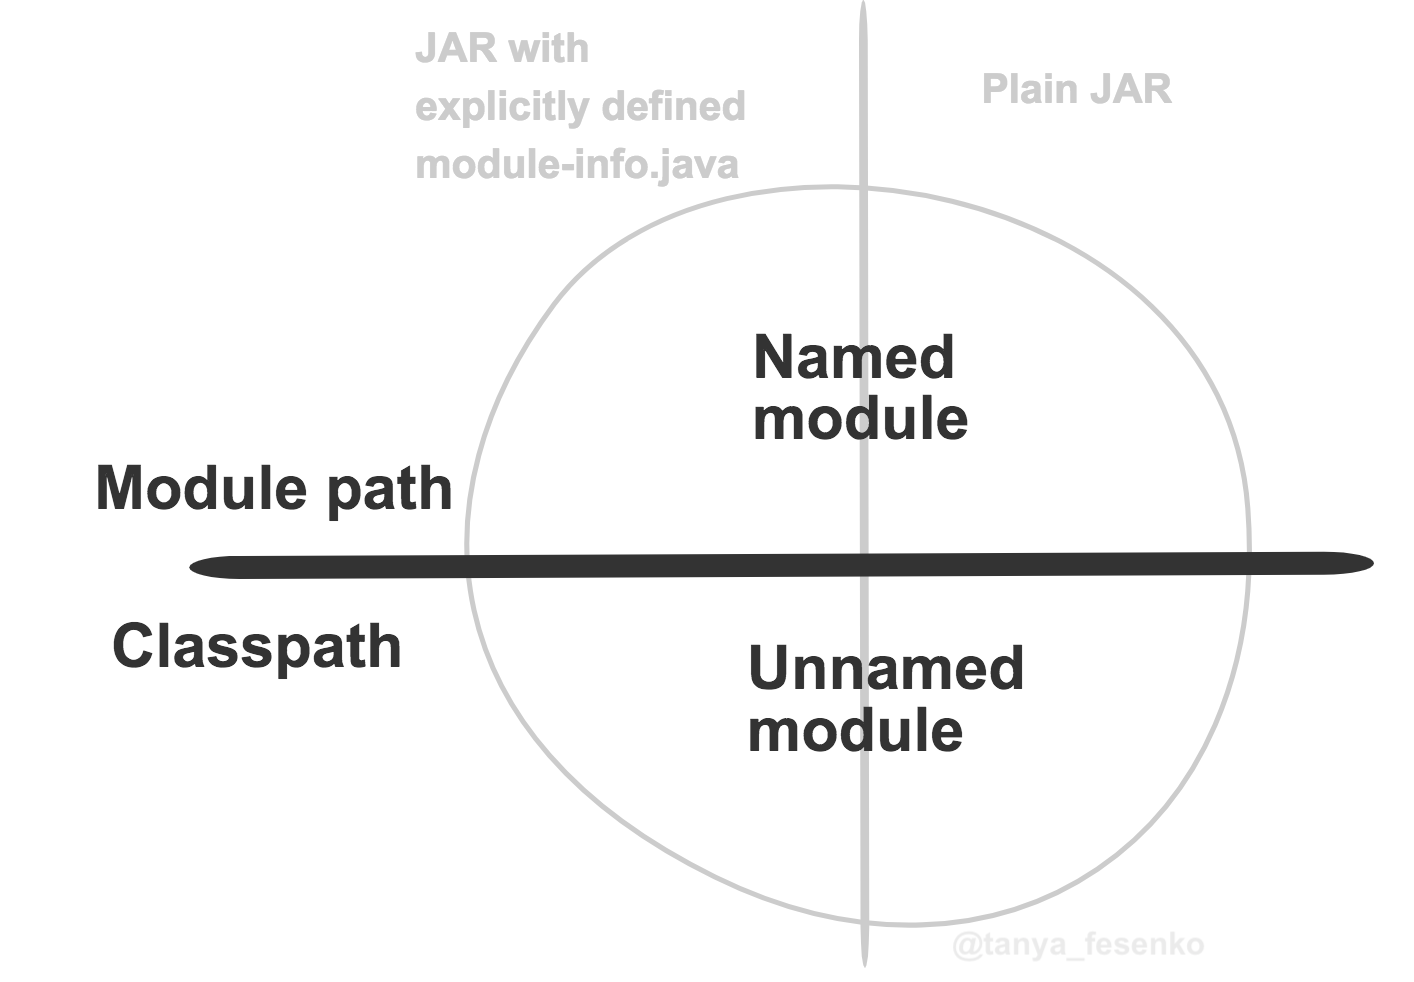 JAR with
explicitly defined
module-info.java
Plain JAR
Named
module
Module path
Classpath
Unnamed
module
@tanya_fesenko